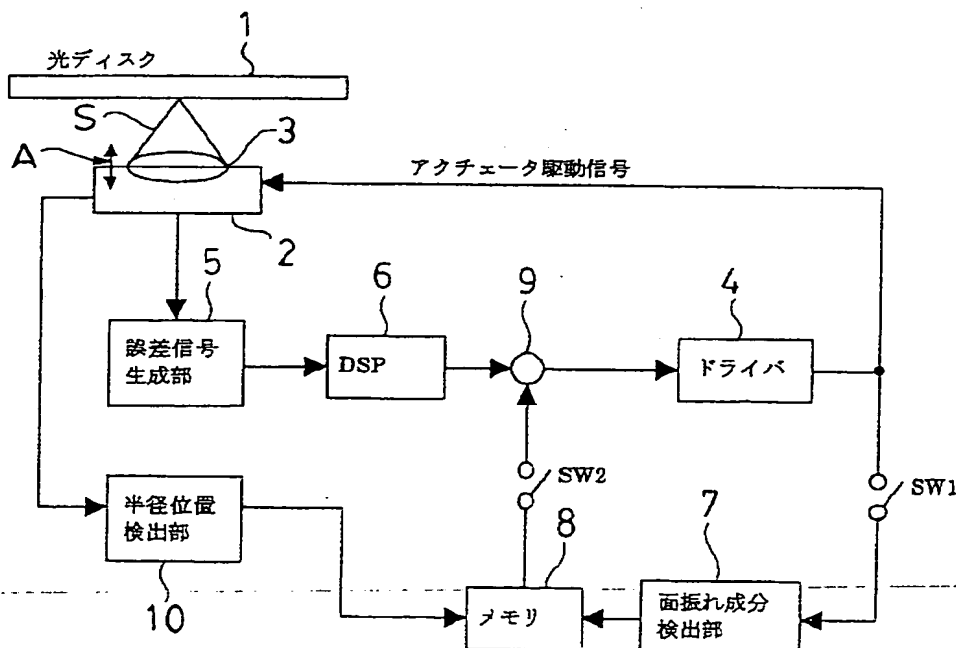 1
光ディスク
S
3
A
アクチェータ駆動信号
2
5
6
9
4
誤差信号
生成部
DSP
ドライバ
SW2
SW1
半径位置
検出部
8
7
10
メモリ
面振れ成分
検出部